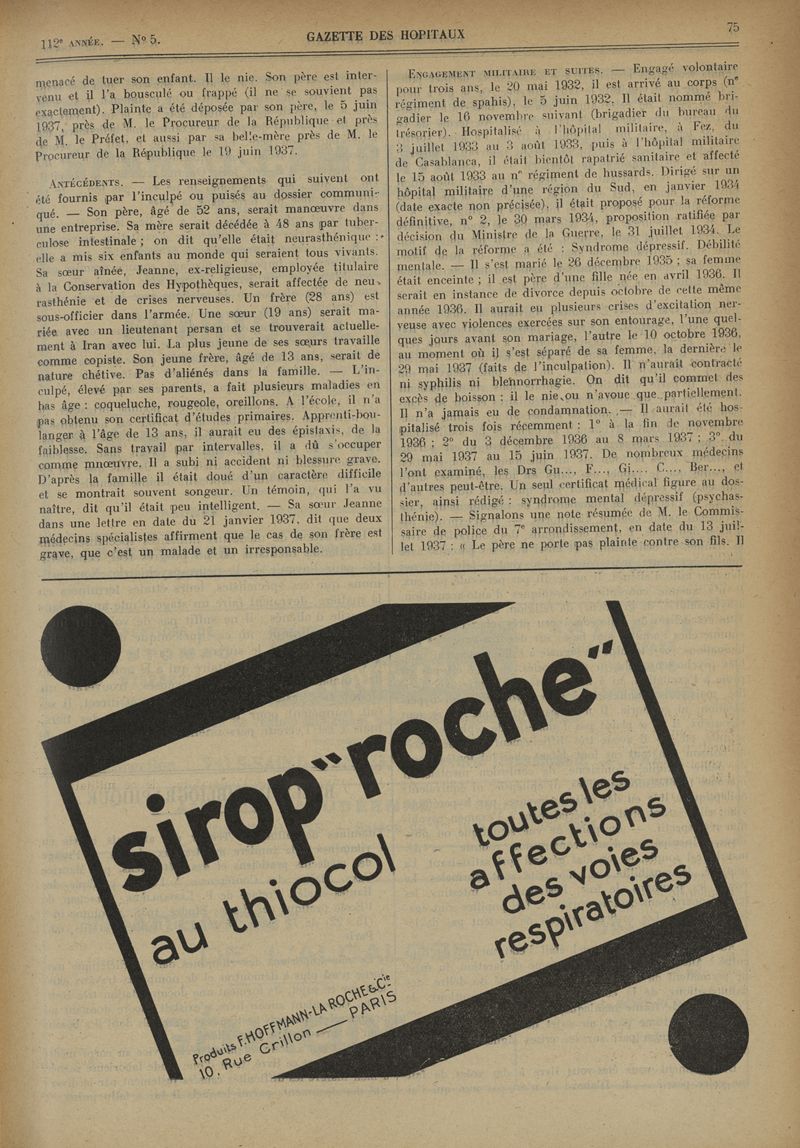 112e ANNÉE. — No 5.
GAZETTE DES HOPITAUX
75
menacé de tuer son enfant. Il le nie. Son père est inter-
venu et il l'a bousculé ou frappé (il ne se souvient pas
exactement). Plainte a été déposée par son père, le 5 juin
1937, près de M. le Procureur de la République et près
de M. le Préfet, et aussi par sa belle-mère près de M. le
Procureur de la République le 19 juin 1937.
ANTÉCÉDENTS. — Les renseignements qui suivent ont
été fournis par l'inculpé ou puisés au dossier communi-
qué. — Son père, âgé de 52 ans, serait manœuvre dans
une entreprise. Sa mère serait décédée à 48 ans par tuber-
culose intestinale ; on dit qu'elle était neurasthénique ;
elle a mis six enfants au monde qui seraient tous vivants.
Sa sœur aînée, Jeanne, ex-religieuse, employée titulaire
à la Conservation des Hypothèques, serait affectée de neu-
rasthénie et de crises nerveuses. Un frère (28 ans) est
sous-officier dans l'armée. Une sœur (19 ans) serait ma-
riée avec un lieutenant persan et se trouverait actuelle-
ment à Iran avec lui. La plus jeune de ses sœurs travaille
comme copiste. Son jeune frère, âgé de 13 ans, serait de
nature chétive. Pas d'aliénés dans la famille. — L'in-
culpé, élevé par ses parents, a fait plusieurs maladies en
bas âge : coqueluche, rougeole, oreillons. A l'école, il n'a
pas obtenu son certificat d'études primaires. Apprenti-bou-
langer à l'âge de 13 ans, il aurait eu des épistaxis, de la
faiblesse. Sans travail par intervalles, il a dû s'occuper
comme manœuvre. Il a subi ni accident ni blessure grave.
D'après la famille il était doué d'un caractère difficile
et se montrait souvent songeur. Un témoin, qui l'a vu
naître, dit qu'il était peu intelligent. — Sa sœur Jeanne
dans une lettre en date du 21 janvier 1937, dit que deux
médecins spécialistes affirment que le cas de son frère est
grave, que c'est un malade et un irresponsable.
ENGAGEMENT MILITAIRE ET SUITES. — Engagé volontaire
pour trois ans, le 20 mai 1932, il est arrivé au corps (ne
régiment de spahis), le 5 juin 1932. Il était nommé bri-
gadier le 16 novembre suivant (brigadier du bureau du
trésorier). Hospitalisé à l'hôpital militaire, à Fez, du
3 juillet 1933 au 3 août 1933, puis à l'hôpital militaire
de Casablanca, il était bientôt rapatrié sanitaire et affecté
le 15 août 1933 au ne régiment de hussards. Dirigé sur un
hôpital militaire d'une région du Sud, en janvier 1934
(date exacte non précisée), il était proposé pour la réforme
définitive, n° 2, le 30 mars 1934, proposition ratifiée par
décision du Ministre de la Guerre, le 31 juillet 1934. Le
motif de la réforme a été : Syndrome dépressif. Débilité
mentale. — Il s'est marié le 26 décembre 1935 ; sa femme
était enceinte ; il est père d'une fille née en avril 1936. Il
serait en instance de divorce depuis octobre de cette même
année 1936. Il aurait eu plusieurs crises d'excitation ner-
veuse avec violences exercées sur son entourage, l'une quel-
ques jours avant son mariage, l'autre le 10 octobre 1936,
au moment où il s'est séparé de sa femme, la dernière le
29 mai 1937 (faits de l'inculpation). Il n'aurait contracté
ni syphilis ni blennorrhagie. On dit qu'il commet des
excès de boisson ; il le nie ou n'avoue que partiellement.
Il n'a jamais eu de condamnation. — Il aurait été hos-
pitalisé trois fois récemment : 1° à la fin de novembre
1936 ; 2° du 3 décembre 1936 au 8 mars 1937 ; 3° du
29 mai 1937 au 15 juin 1937. De nombreux médecins
l'ont examiné, les Drs Gu..., F..., Gi.... C..., Ber..., et
d'autres peut-être. Un seul certificat médical figure au dos-
sier, ainsi rédigé : syndrome mental dépressif (psychas-
thénie). — Signalons une note résumée de M. le Commis-
saire de police du 7e arrondissement, en date du 13 juil-
let 1937 : « Le père ne porte pas plainte contre son fils. Il
sirop "roche"
au thiocol
toutes les
affections
des voies
respiratoires
Produits F. HOFFMANN-LA ROCHE & Cie
10, Rue Crillon — PARIS